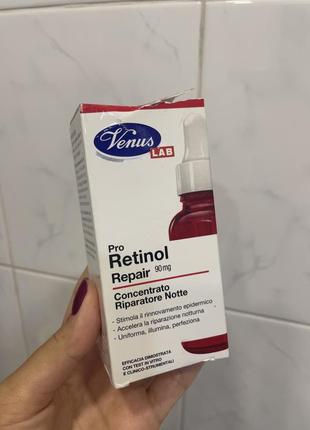 Venus
LAB
Pro
Retinol
Repair 90mg
Concentrato
Riparatore Notte
- Stimola il rinnovamento epidermico
- Accelera la riparazione notturna
- Uniforma, illumina, perfeziona
EFFICACIA DIMOSTRATA
CON TEST IN VITRO
E CLINICO-STRUMENTALI